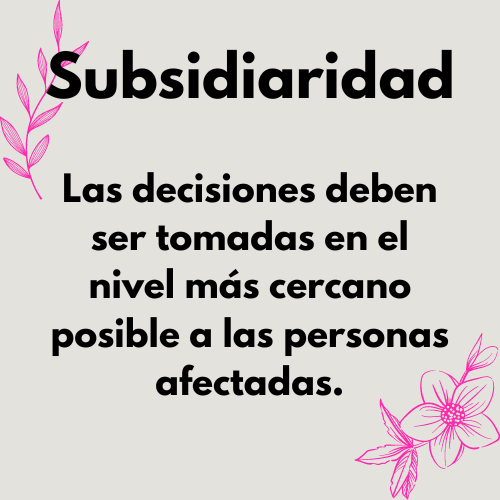 Subsidiaridad
Las decisiones deben
ser tomadas en el
nivel más cercano
posible a las personas
afectadas.